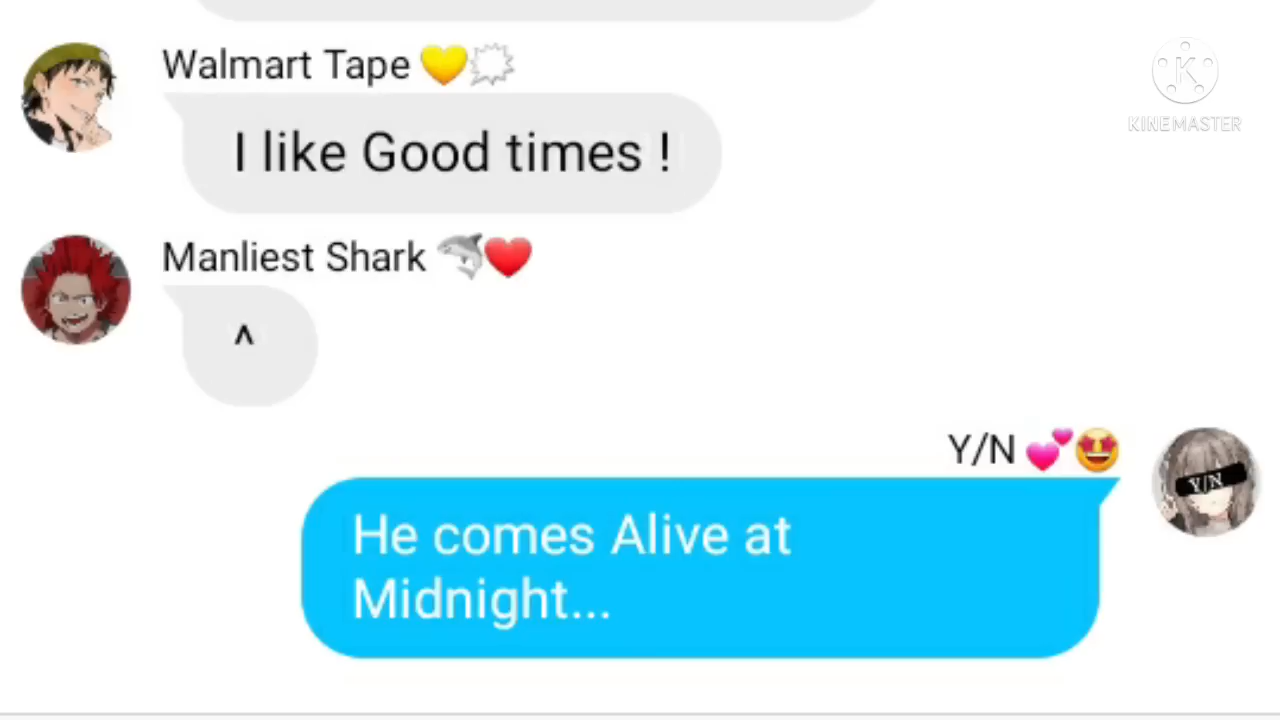 Walmart Tape 💛🗯
KINEMASTER
I like Good times !
Manliest Shark 🦈❤️
^
Y/N 💕🤩
Y/N
He comes Alive at
Midnight...